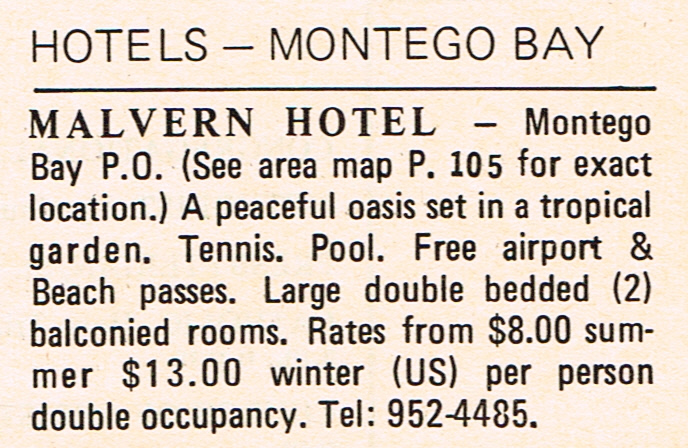 HOTELS — MONTEGO BAY
MALVERN HOTEL – Montego
Bay P.O. (See area map P. 105 for exact
location.) A peaceful oasis set in a tropical
garden. Tennis. Pool. Free airport &
Beach passes. Large double bedded (2)
balconied rooms. Rates from $8.00 sum-
mer $13.00 winter (US) per person
double occupancy. Tel: 952-4485.